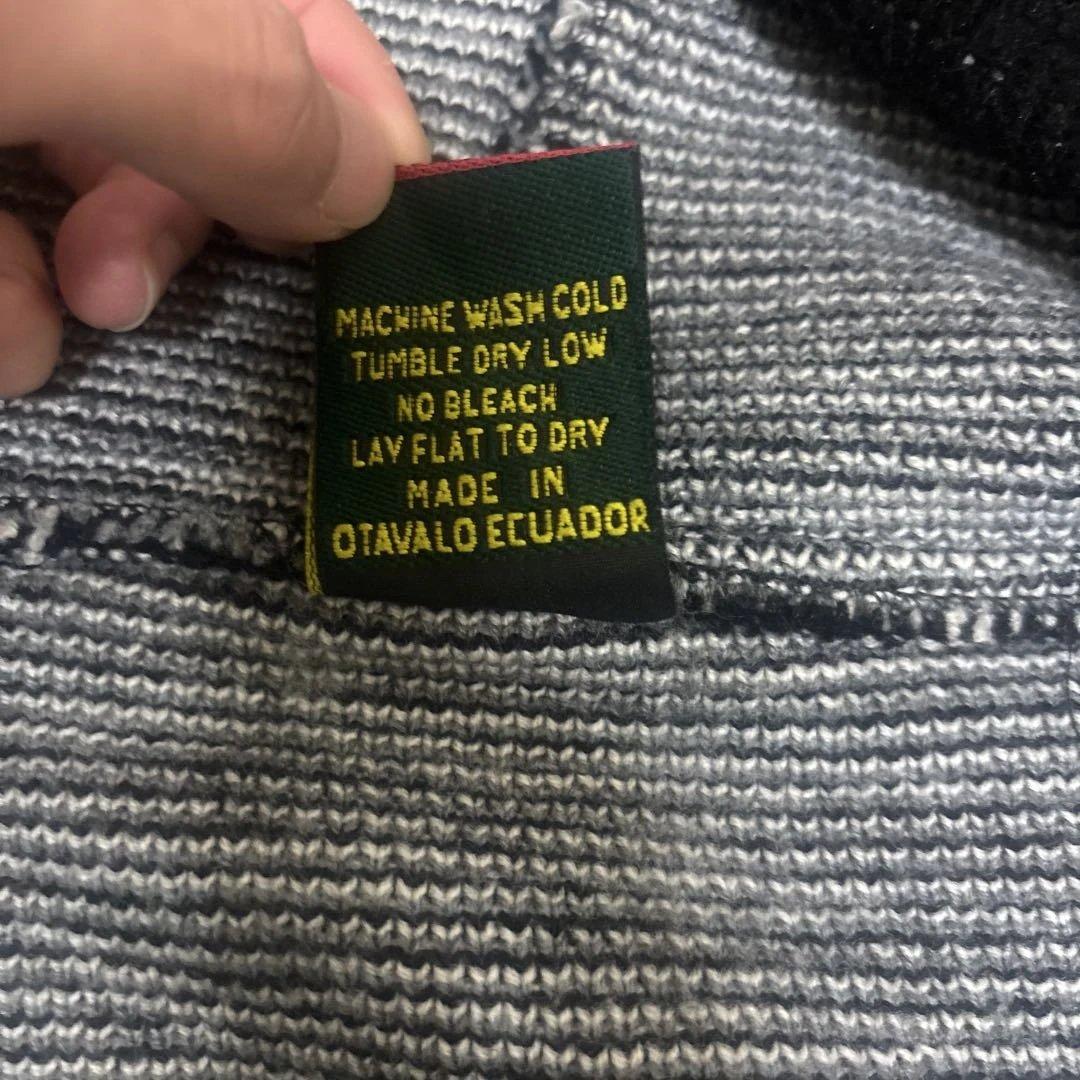 MACHINE WASH COLD
TUMBLE DRY LOW
NO BLEACH
LAY FLAT TO DRY
MADE IN
OTAVALO ECUADOR